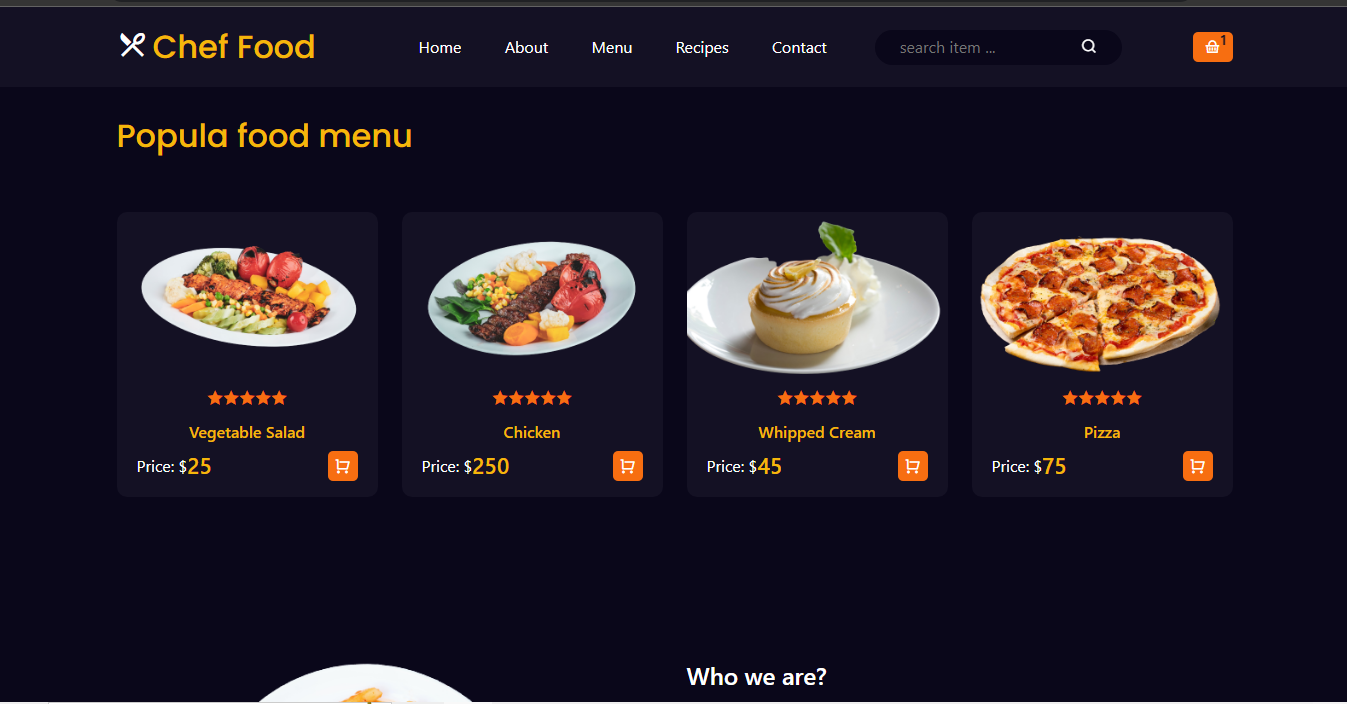 Chef Food Home About Menu Recipes Contact search item ... 1
Popula food menu
Vegetable Salad Chicken Whipped Cream Pizza
Price: $25 Price: $250 Price: $45 Price: $75
Who we are?